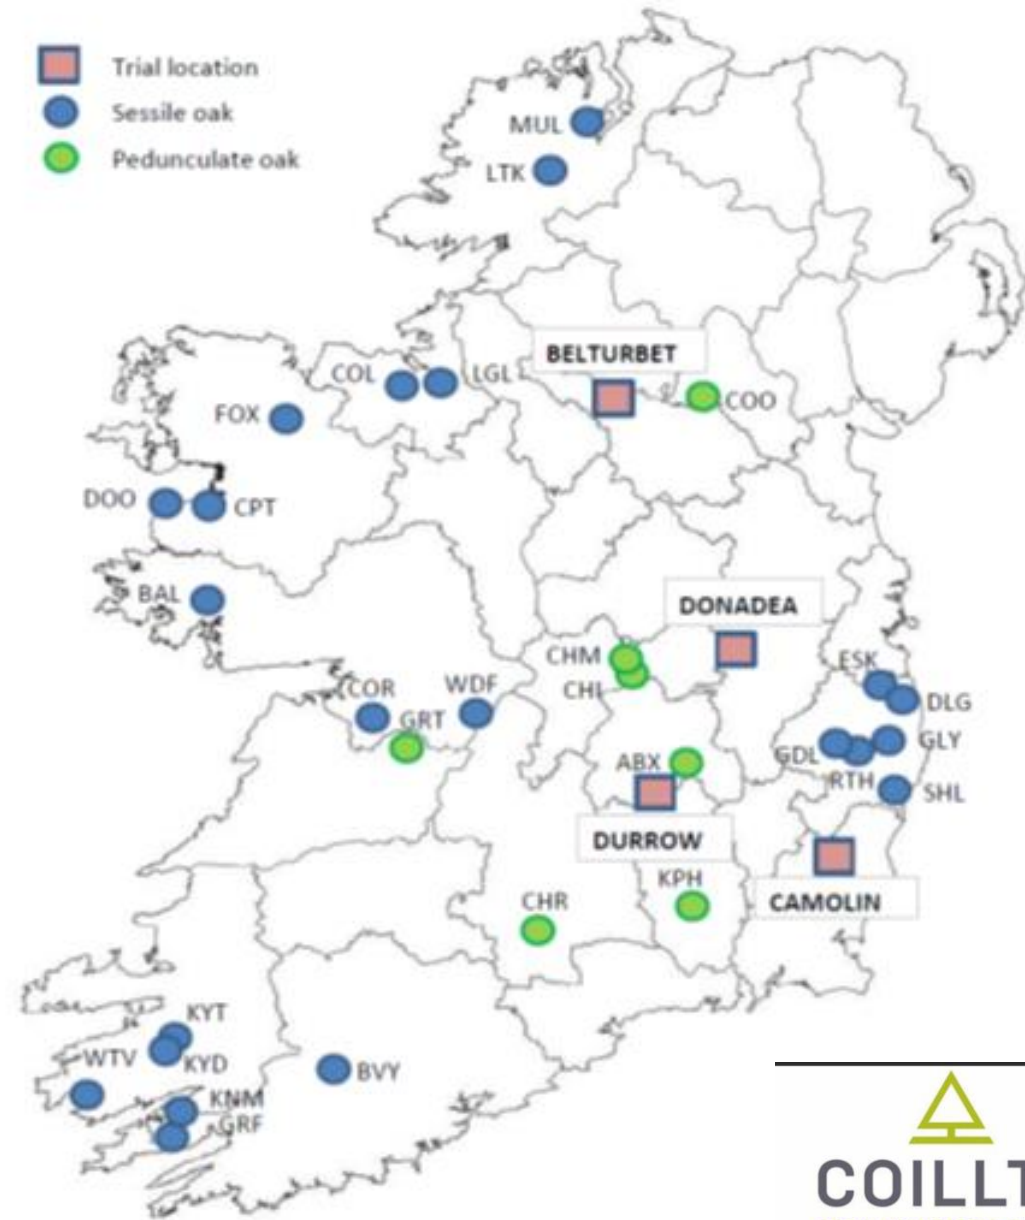 Trial location
Sessile oak
Pedunculate oak
MUL
LTK
BELTURBET
COL
LGL
COO
FOX
DOO
CPT
BAL
DONADEA
CHM
CHL
ESK
DLG
COR
WDF
GRT
GLY
GDL
RTH
ABX
SHL
DURROW
KPH
CAMOLIN
CHR
KYT
WTV
KYD
BVY
KNM
GRF
COILLT